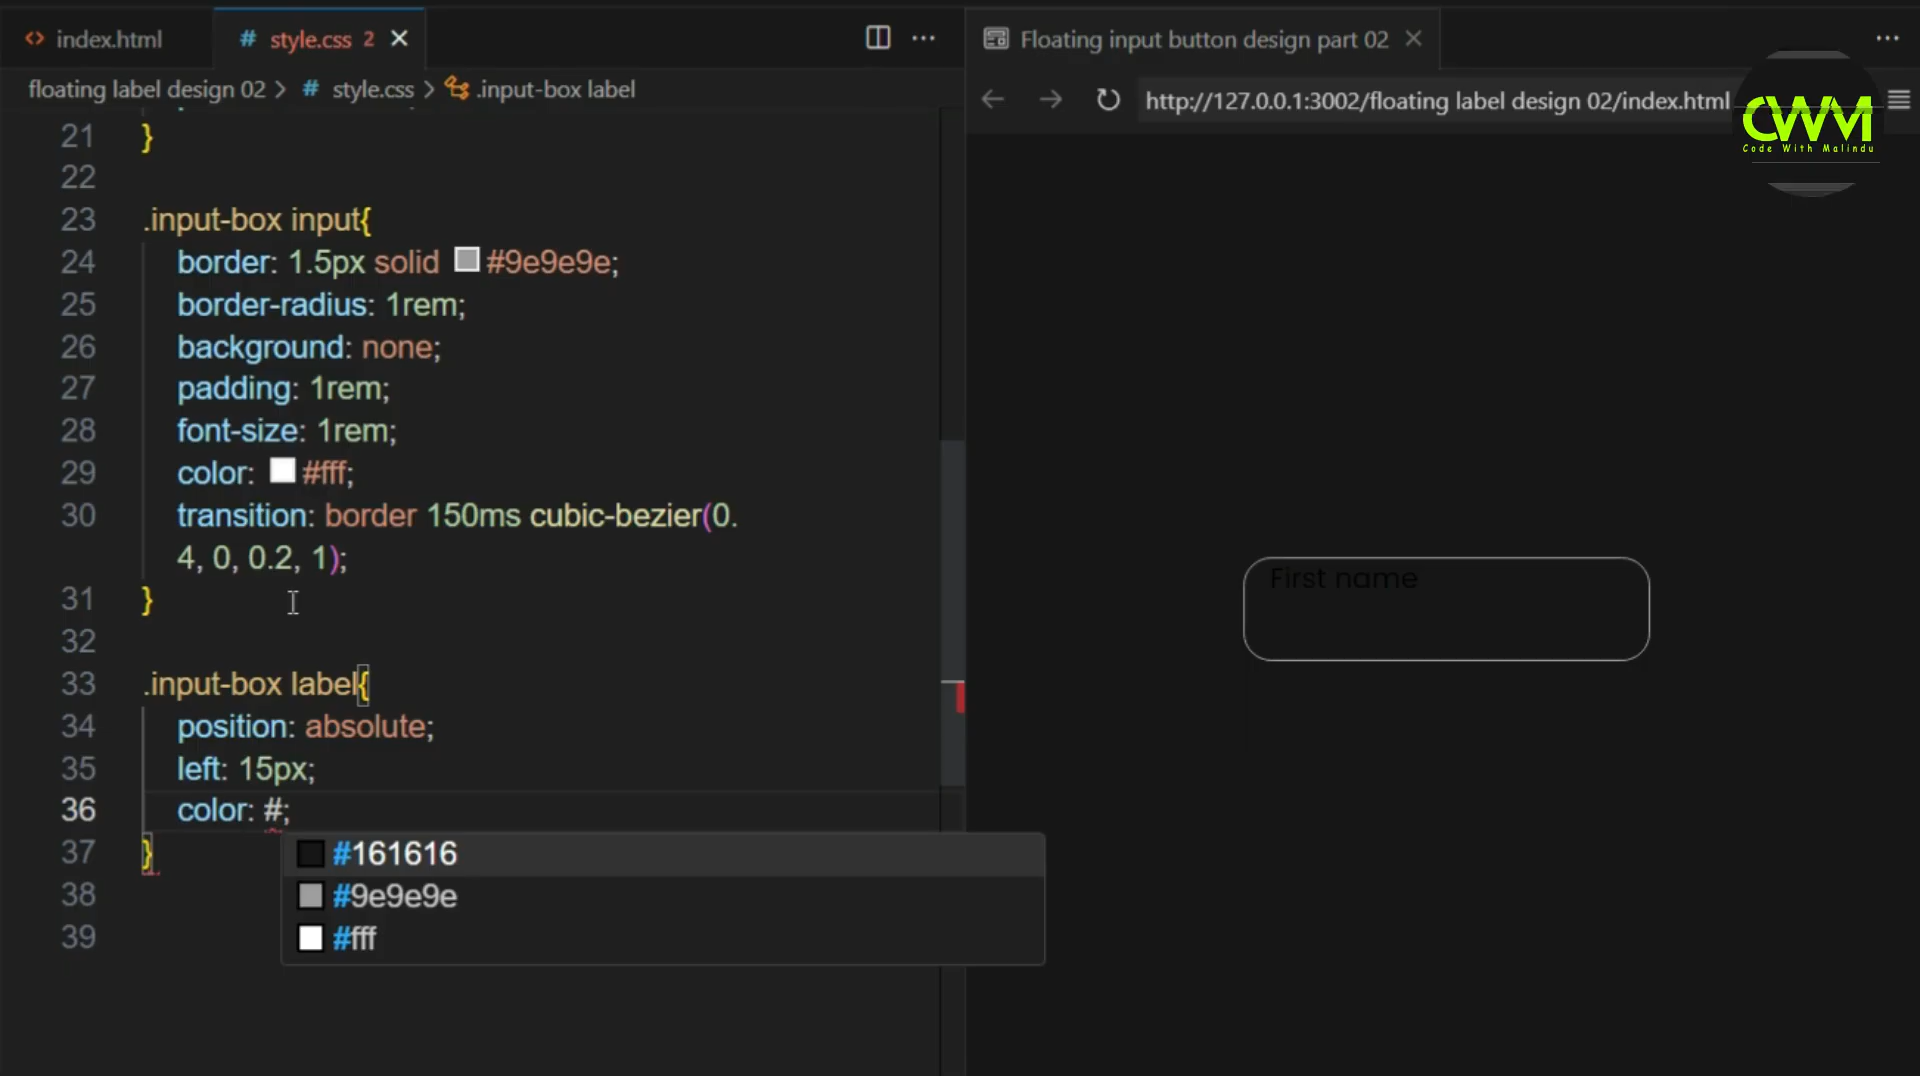 index.html
style.css 2
floating label design 02 > # style.css > .input-box label
21 }
22
23 .input-box input{
24 border: 1.5px solid #9e9e9e;
25 border-radius: 1rem;
26 background: none;
27 padding: 1rem;
28 font-size: 1rem;
29 color: #fff;
30 transition: border 150ms cubic-bezier(0.
4, 0, 0.2, 1);
31 }
32
33 .input-box label{
34 position: absolute;
35 left: 15px;
36 color: #;
37 }
38
39
#161616
#9e9e9e
#fff
Floating input button design part 02
http://127.0.0.1:3002/floating label design 02/index.html
CWM
Code With Malindu
First name